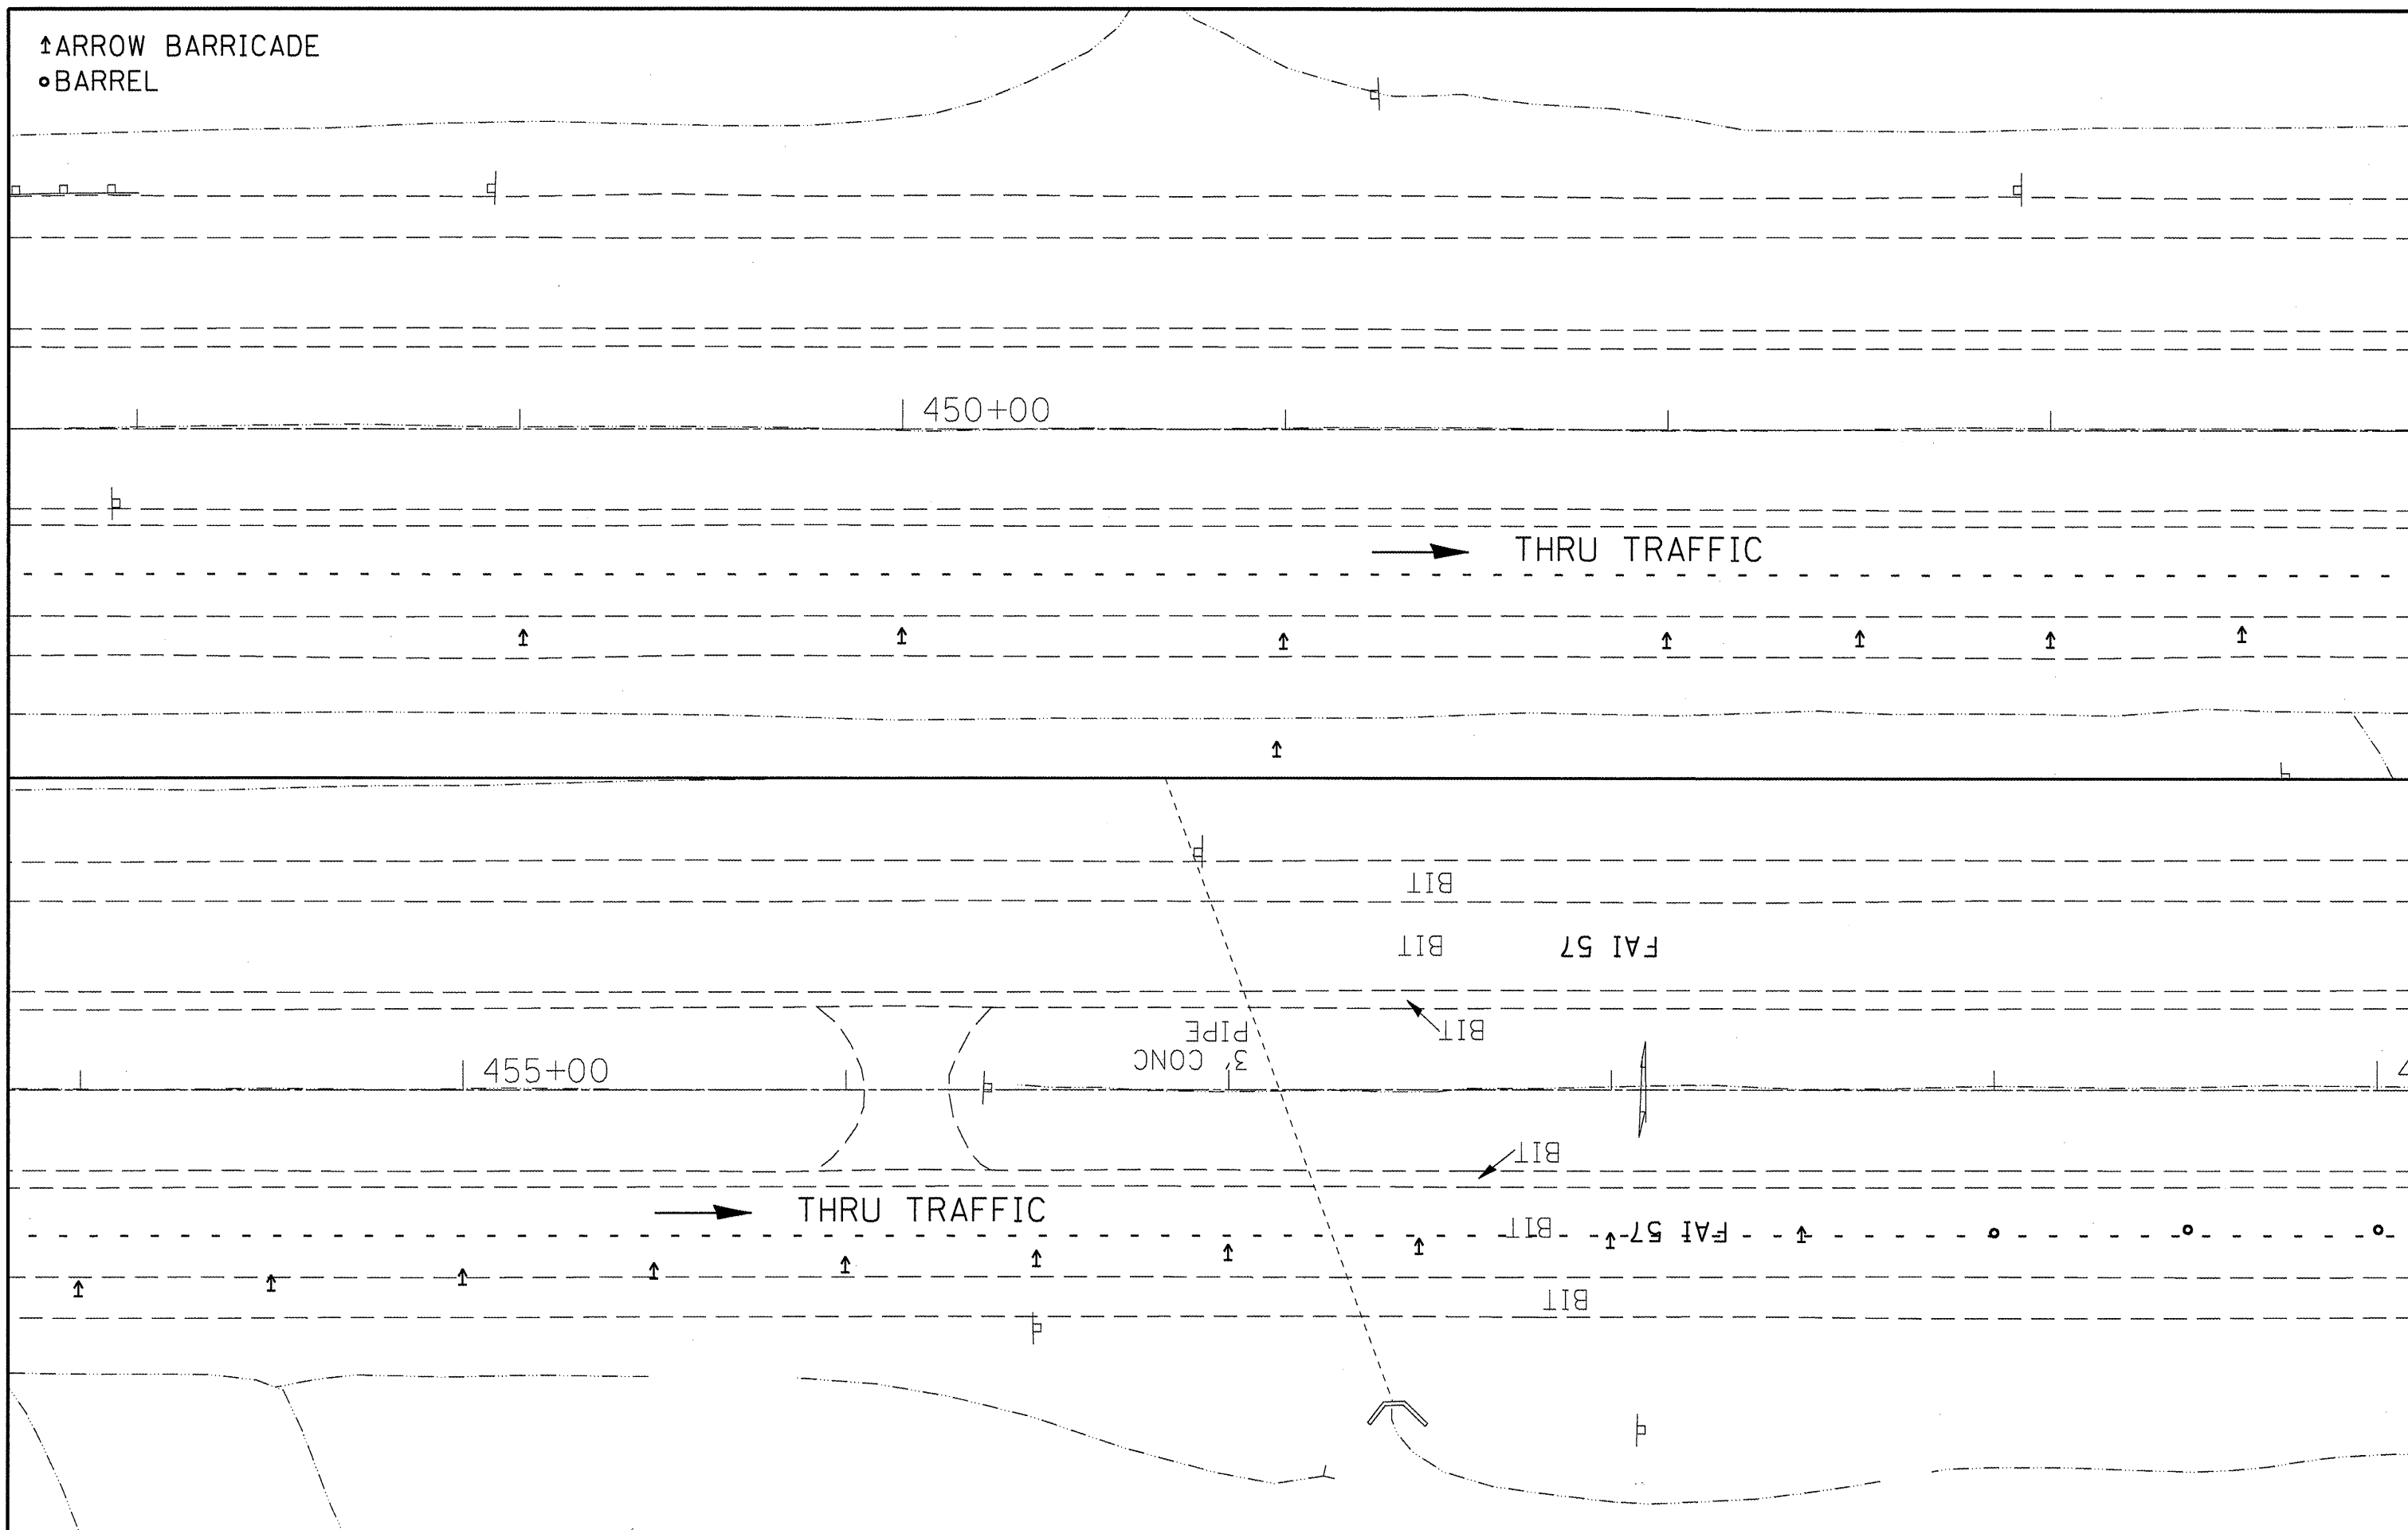 ARROW BARRICADE
BARREL
450+00
THRU TRAFFIC
BIT
BIT
FAI 57
BIT
3' CONC
PIPE
455+00
BIT
THRU TRAFFIC
BIT
FAI 57
BIT